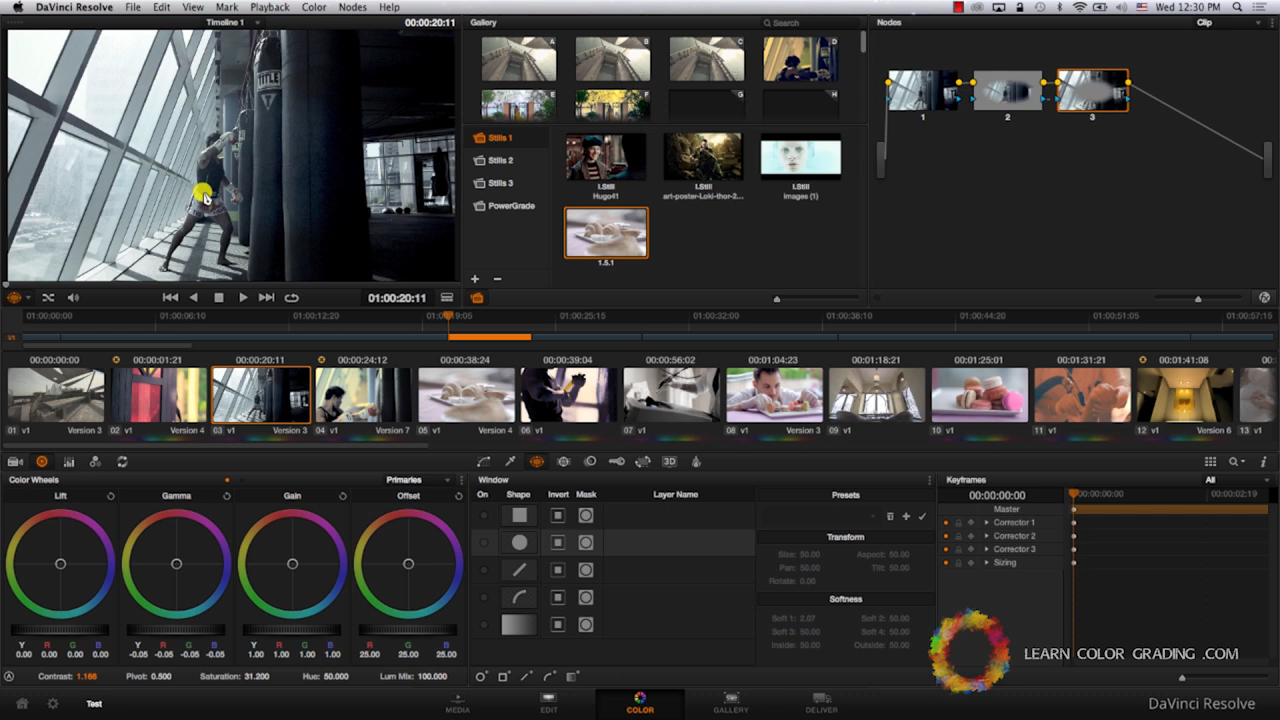 DaVinci Resolve File Edit View Mark Playback Color Nodes Help Wed 12:30 PM
Timeline 1 00:00:20:11 Gallery Search Nodes Clip
A B C D
TITLE
E F G H
1 2 3
Stills 1
Stills 2
Stills 3
PowerGrade
I.Still I.Still I.Still
Hugo41 art-poster-Loki-thor-2... images (1)
1.5.1
01:00:20:11
01:00:00:00 01:00:06:10 01:00:12:20 01:00:19:05 01:00:25:15 01:00:32:00 01:00:38:10 01:00:44:20 01:00:51:05 01:00:57:15
V1
00:00:00:00 00:00:01:21 00:00:20:11 00:00:24:12 00:00:38:24 00:00:39:04 00:00:56:02 00:01:04:23 00:01:18:21 00:01:25:01 00:01:31:21 00:01:41:08 00:
01 V1 Version 3 02 V1 Version 4 03 V1 Version 3 04 V1 Version 7 05 V1 Version 4 06 V1 07 V1 08 V1 Version 3 09 V1 10 V1 11 V1 12 V1 Version 6 13
3D
Color Wheels Primaries Window Keyframes All
Lift Gamma Gain Offset On Shape Invert Mask Layer Name Presets 00:00:00:00 00:00:00:00 00:00:02:19
Master
Corrector 1
Corrector 2
Corrector 3
Sizing
Transform
Size: 50.00 Aspect: 50.00
Pan: 50.00 Tilt: 50.00
Rotate: 0.00
Softness
Soft 1: 2.07 Soft 2: 50.00
Soft 3: 50.00 Soft 4: 50.00
Inside: 50.00 Outside: 50.00
Y R G B Y R G B Y R G B R G B
0.00 0.00 0.00 0.00 -0.05 -0.05 -0.05 -0.05 1.00 1.00 1.00 1.00 25.00 25.00 25.00
A Contrast: 1.166 Pivot: 0.500 Saturation: 31.200 Hue: 50.000 Lum Mix: 100.000
LEARN COLOR GRADING .COM
Test MEDIA EDIT COLOR GALLERY DELIVER DaVinci Resolve